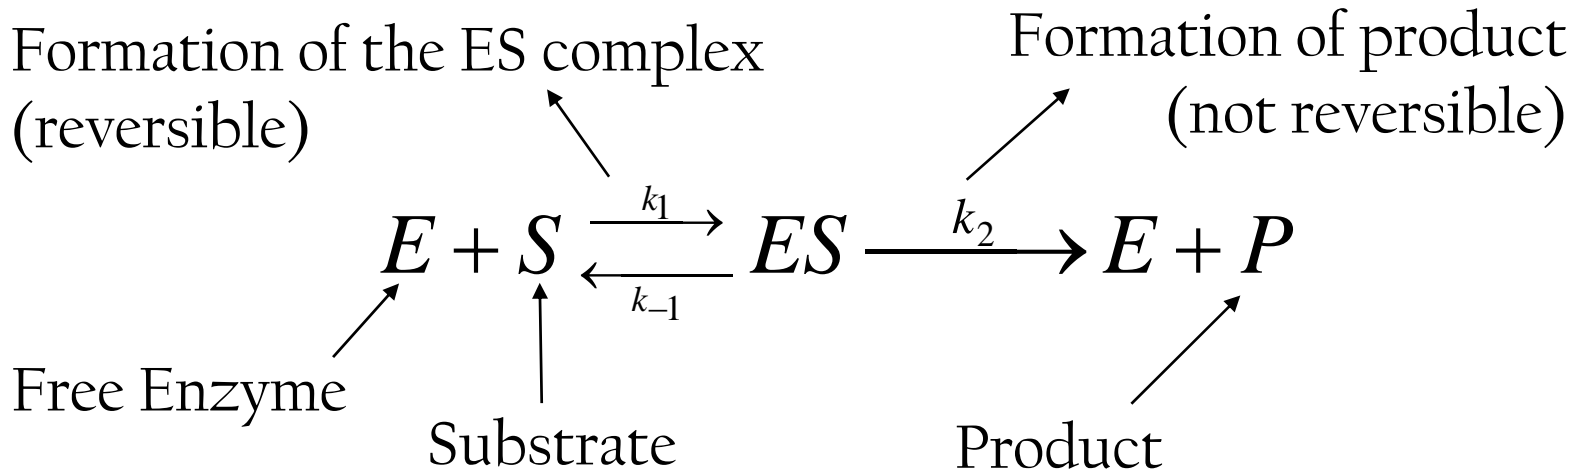 Formation of the ES complex
(reversible)
Formation of product
(not reversible)
k₁
k₋₁
k₂
E + S ES E + P
Free Enzyme
Substrate
Product